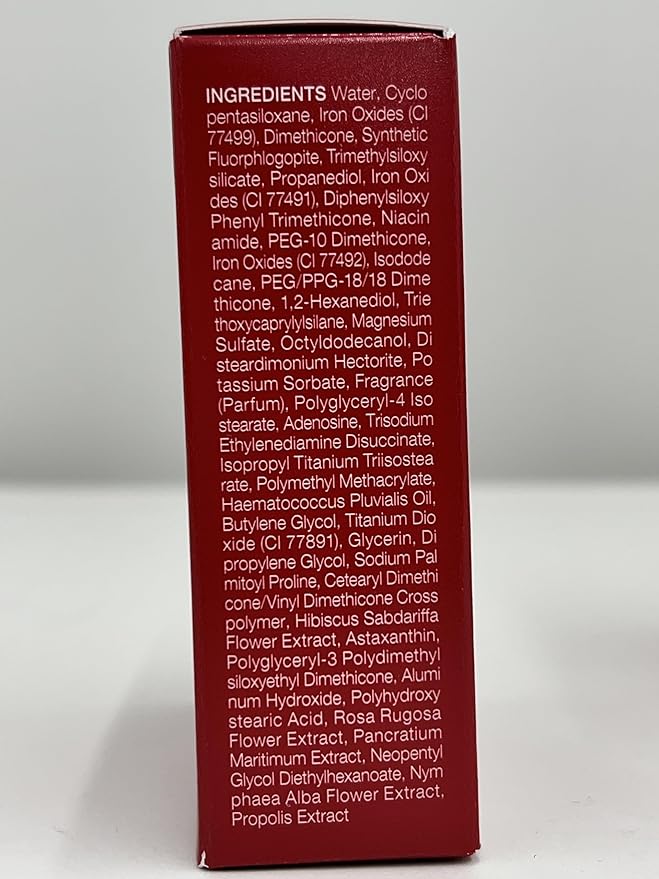 INGREDIENTS Water, Cyclo
pentasiloxane, Iron Oxides (CI
77499), Dimethicone, Synthetic
Fluorphlogopite, Trimethylsiloxy
silicate, Propanediol, Iron Oxi
des (CI 77491), Diphenylsiloxy
Phenyl Trimethicone, Niacin
amide, PEG-10 Dimethicone,
Iron Oxides (CI 77492), Isodode
cane, PEG/PPG-18/18 Dime
thicone, 1,2-Hexanediol, Trie
thoxycaprylylsilane, Magnesium
Sulfate, Octyldodecanol, Di
steardimonium Hectorite, Po
tassium Sorbate, Fragrance
(Parfum), Polyglyceryl-4 Iso
stearate, Adenosine, Trisodium
Ethylenediamine Disuccinate,
Isopropyl Titanium Triisostea
rate, Polymethyl Methacrylate,
Haematococcus Pluvialis Oil,
Butylene Glycol, Titanium Dio
xide (CI 77891), Glycerin, Di
propylene Glycol, Sodium Pal
mitoyl Proline, Cetearyl Dimethi
cone/Vinyl Dimethicone Cross
polymer, Hibiscus Sabdariffa
Flower Extract, Astaxanthin,
Polyglyceryl-3 Polydimethyl
siloxyethyl Dimethicone, Alumi
num Hydroxide, Polyhydroxy
stearic Acid, Rosa Rugosa
Flower Extract, Pancratium
Maritimum Extract, Neopentyl
Glycol Diethylhexanoate, Nym
phaea Alba Flower Extract,
Propolis Extract